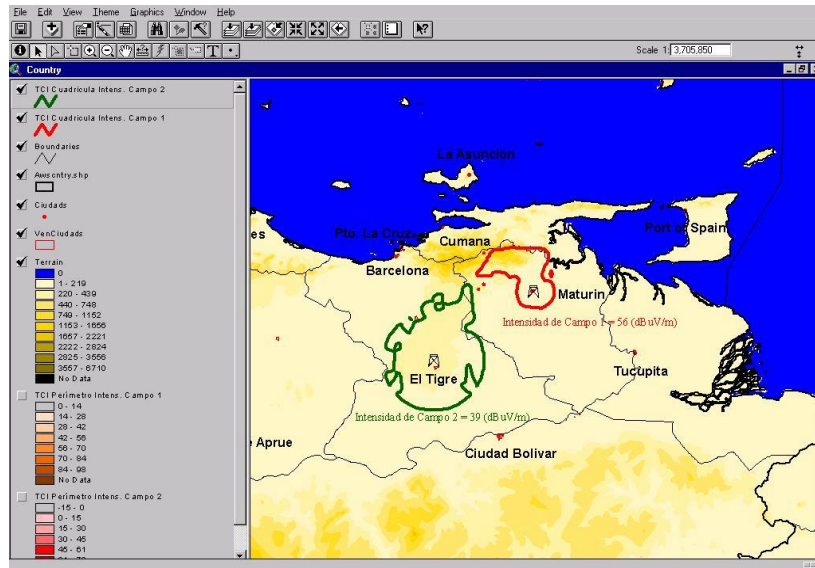 File Edit View Theme Graphics Window Help
Scale 1: 3,705,850
Country
TCI Cuadricula Intens. Campo 2
TCI Cuadricula Intens. Campo 1
Boundaries
Awscntry.shp
Ciudads
VenCiudads
Terrain
0
1 - 219
220 - 439
440 - 748
749 - 1152
1153 - 1656
1657 - 2221
2222 - 2824
2825 - 3556
3557 - 6710
No Data
TCI Perimetro Intens. Campo 1
0 - 14
14 - 28
28 - 42
42 - 56
56 - 70
70 - 84
84 - 98
No Data
TCI Perimetro Intens. Campo 2
-15 - 0
0 - 15
15 - 30
30 - 45
45 - 61
La Asuncion
Pto. La Cruz
Cumana
Port of Spain
es
Barcelona
Maturin
Intensidad de Campo 1 = 56 (dBuV/m)
El Tigre
Tucupita
Intensidad de Campo 2 = 39 (dBuV/m)
e Aprue
Ciudad Bolivar